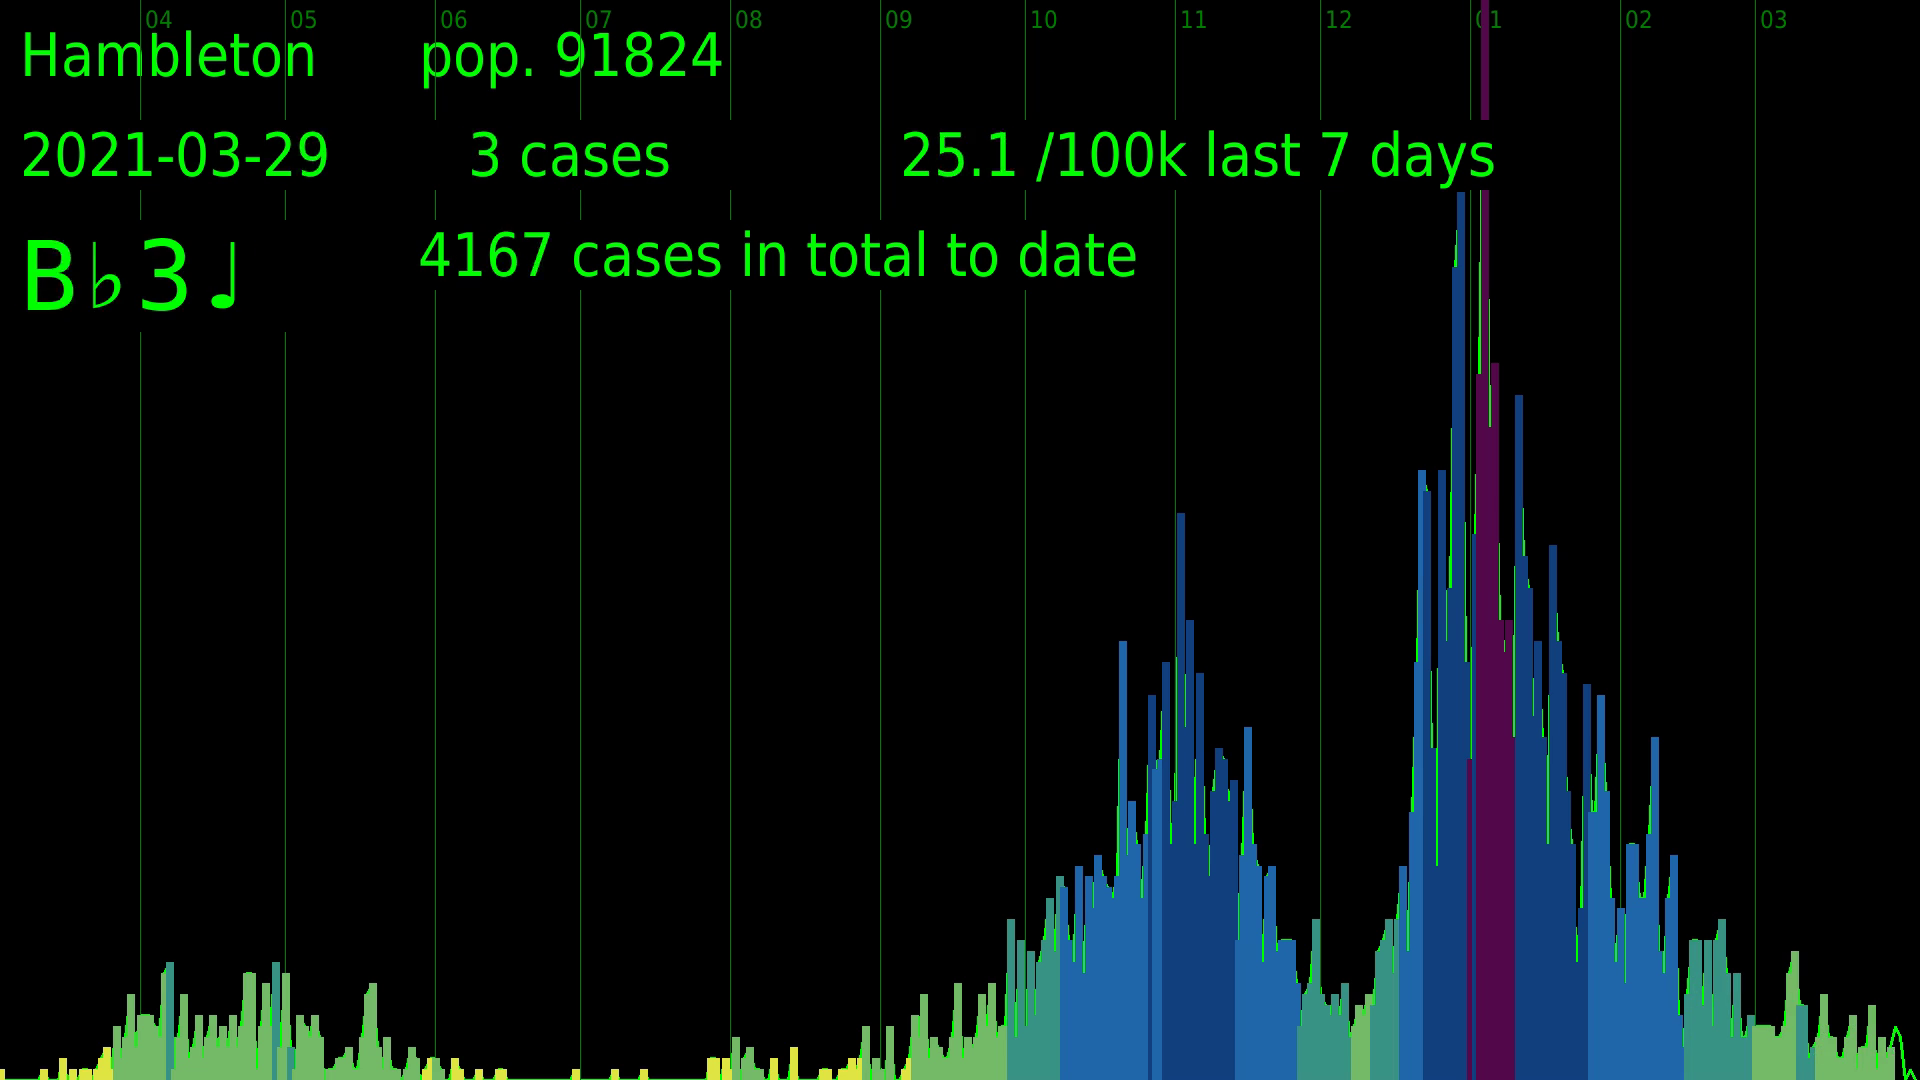 04 05 06 07 08 09 10 11 12 01 02 03
Hambleton pop. 91824
2021-03-29 3 cases 25.1 /100k last 7 days
B♭3♩ 4167 cases in total to date